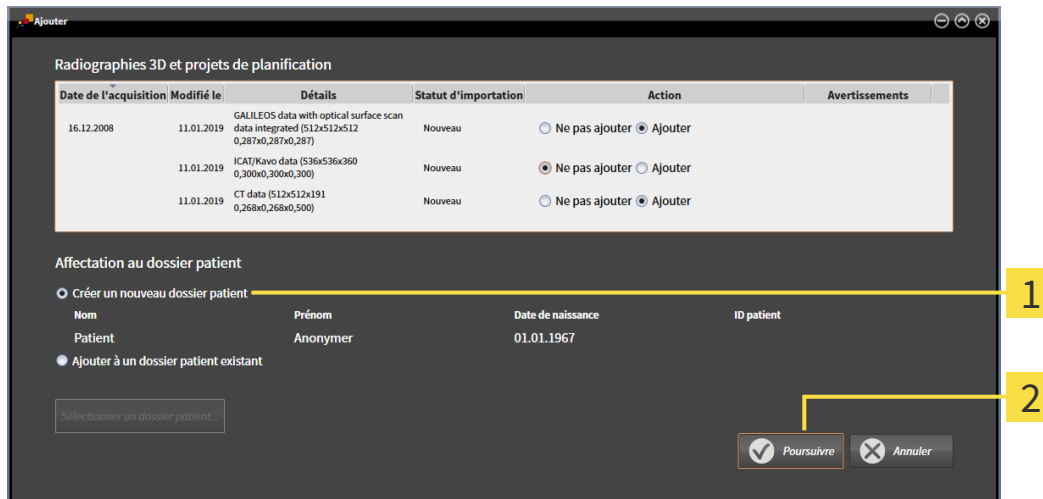 Ajouter
Radiographies 3D et projets de planification
Date de l'acquisition Modifié le Détails Statut d'importation Action Avertissements
GALILEOS data with optical surface scan
16.12.2008 11.01.2019 data integrated (512x512x512 Nouveau Ne pas ajouter Ajouter
0,287x0,287x0,287)
11.01.2019 ICAT/Kavo data (536x536x360 Nouveau Ne pas ajouter Ajouter
0,300x0,300x0,300)
11.01.2019 CT data (512x512x191 Nouveau Ne pas ajouter Ajouter
0,268x0,268x0,500)
Affectation au dossier patient
Créer un nouveau dossier patient 1
Nom Prénom Date de naissance ID patient
Patient Anonymer 01.01.1967
Ajouter à un dossier patient existant
2
Sélectionner un dossier patient...
Poursuivre Annuler